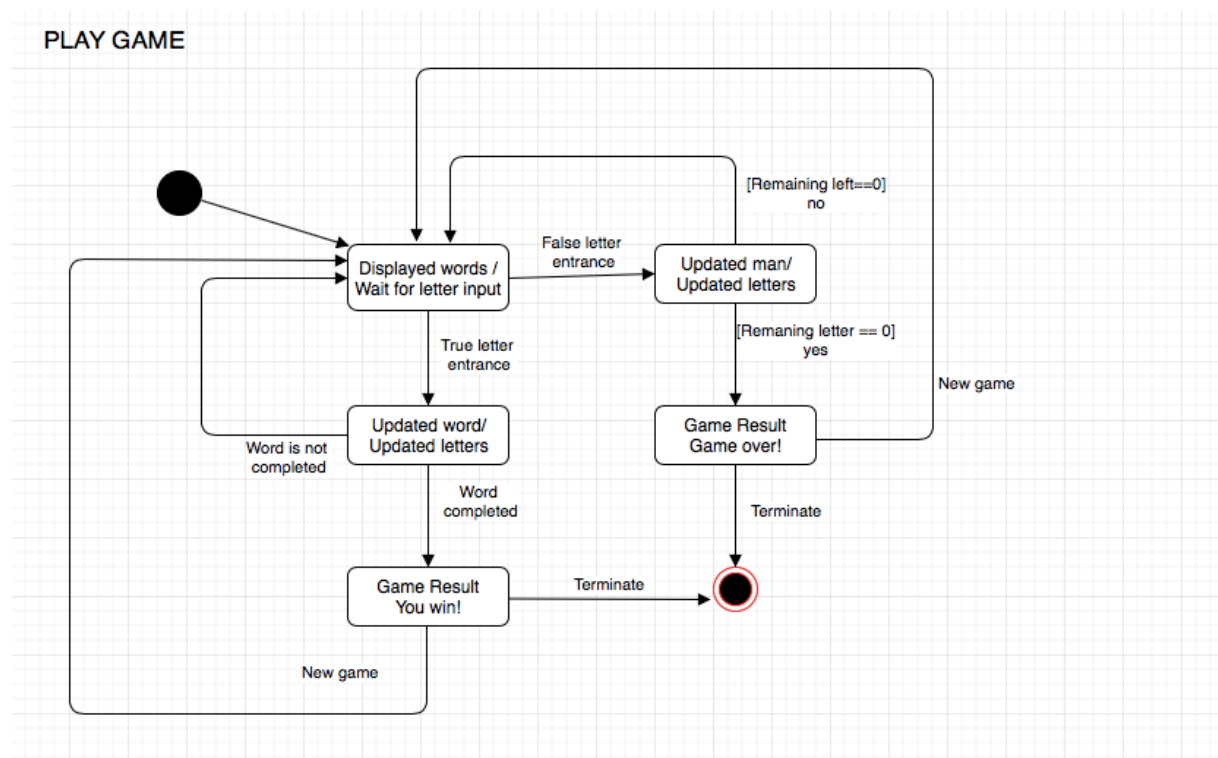 PLAY GAME
[Remaining left==0]
no
False letter
entrance
Displayed words /
Wait for letter input
Updated man/
Updated letters
[Remaning letter == 0]
yes
True letter
entrance
New game
Updated word/
Updated letters
Game Result
Game over!
Word is not
completed
Word
completed
Terminate
Game Result
You win!
Terminate
New game